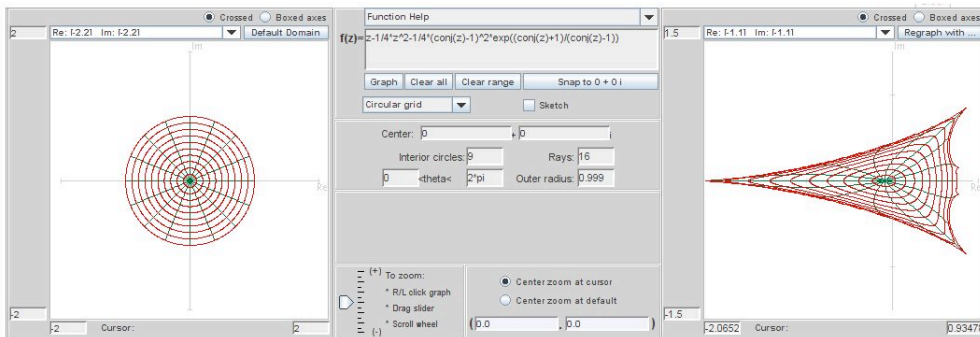 Crossed Boxed axes
2 Re: [-2.2] Im: [-2.2] Default Domain
Im
Re
-2
-2 Cursor: 2
Function Help
f(z)= z-1/4*z^2-1/4*(conj(z)-1)^2*exp((conj(z)+1)/(conj(z)-1))
Graph Clear all Clear range Snap to 0 + 0 i
Circular grid Sketch
Center: 0 + 0 i
Interior circles: 9 Rays: 16
0 <theta< 2*pi Outer radius: 0.999
(+) To zoom:
* R/L click graph
* Drag slider
* Scroll wheel
(-)
Center zoom at cursor
Center zoom at default
( 0.0 , 0.0 )
Crossed Boxed axes
1.5 Re: [-1.1] Im: [-1.1] Regraph with ...
Im
Re
-1.5
-2.0652 Cursor: 0.93478